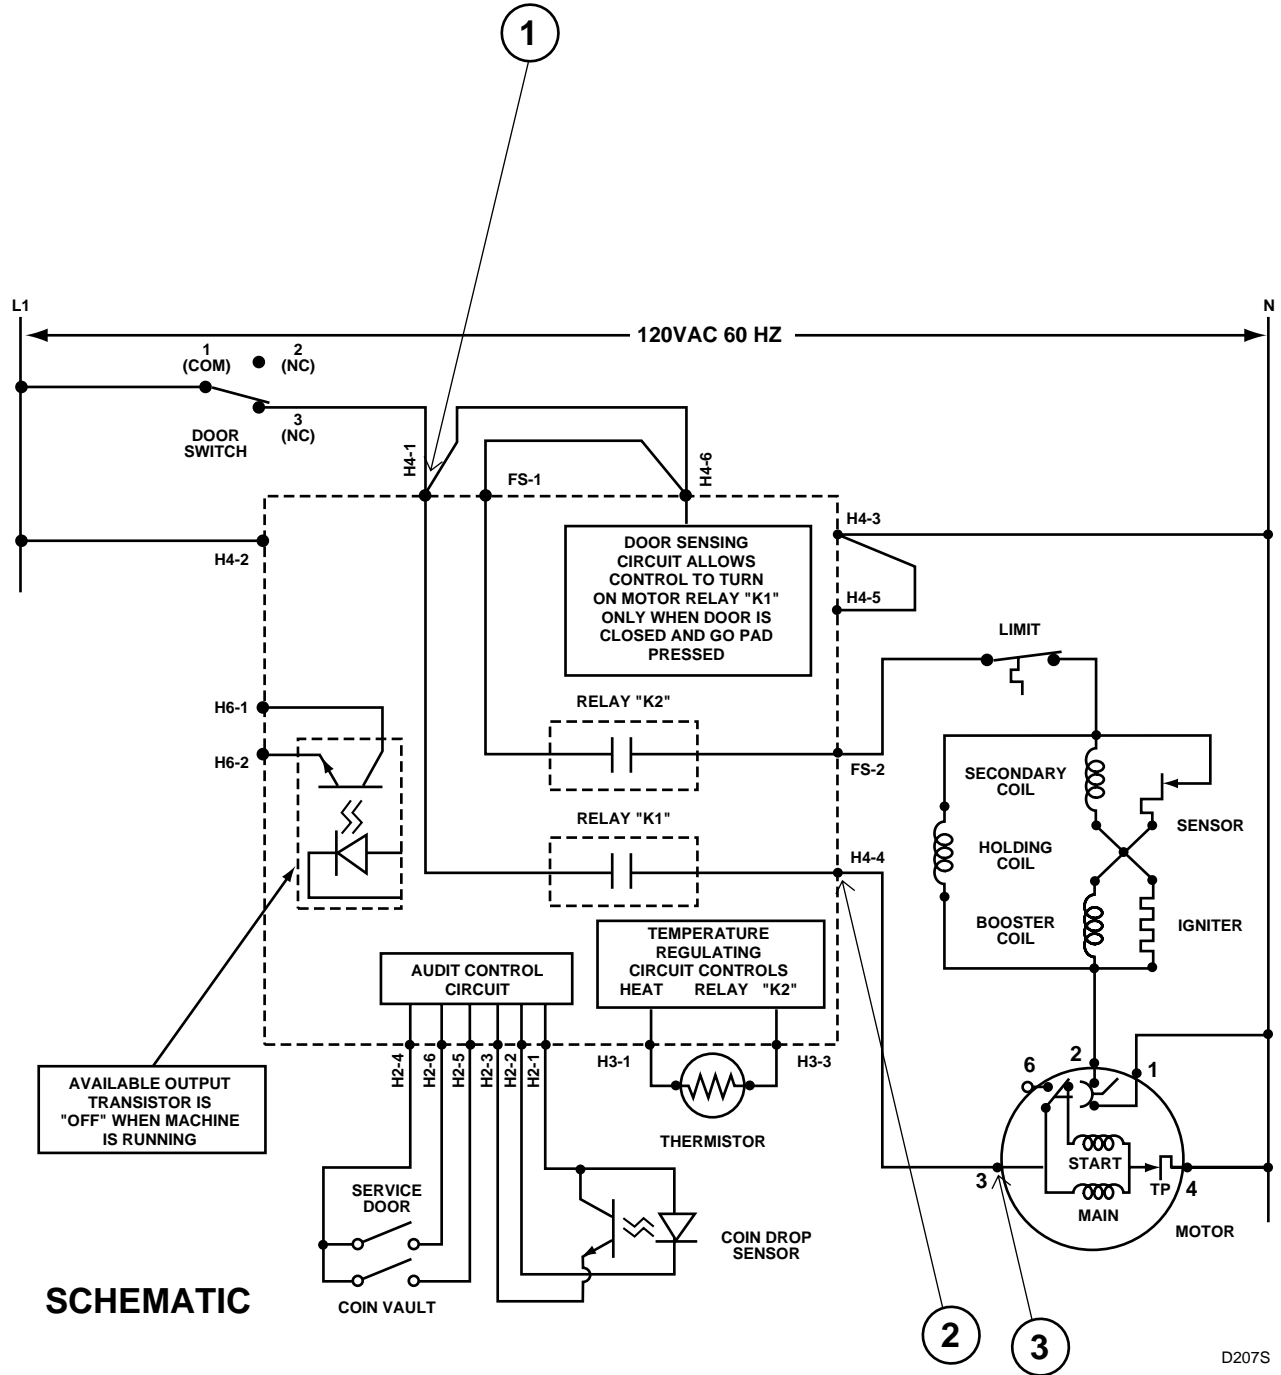 1
L1
N
120VAC 60 HZ
1
(COM)
2
(NC)
3
(NC)
DOOR
SWITCH
H4-1
FS-1
H4-6
H4-2
H4-3
H4-5
DOOR SENSING
CIRCUIT ALLOWS
CONTROL TO TURN
ON MOTOR RELAY "K1"
ONLY WHEN DOOR IS
CLOSED AND GO PAD
PRESSED
LIMIT
H6-1
H6-2
RELAY "K2"
FS-2
SECONDARY
COIL
SENSOR
RELAY "K1"
H4-4
HOLDING
COIL
BOOSTER
COIL
IGNITER
TEMPERATURE
REGULATING
CIRCUIT CONTROLS
HEAT RELAY "K2"
AUDIT CONTROL
CIRCUIT
H2-4
H2-6
H2-5
H2-3
H2-2
H2-1
H3-1
H3-3
THERMISTOR
AVAILABLE OUTPUT
TRANSISTOR IS
"OFF" WHEN MACHINE
IS RUNNING
6
2
1
3
START
TP
4
MAIN
MOTOR
SERVICE
DOOR
COIN DROP
SENSOR
COIN VAULT
SCHEMATIC
2
3
D207S